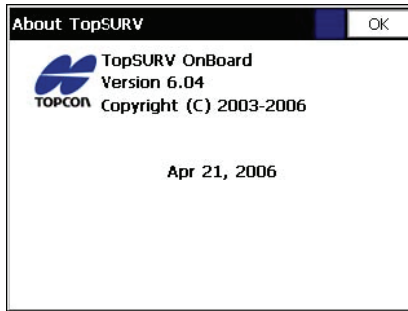 About TopSURV
OK
TopSURV OnBoard
Version 6.04
TOPCON
Copyright (C) 2003-2006
Apr 21, 2006